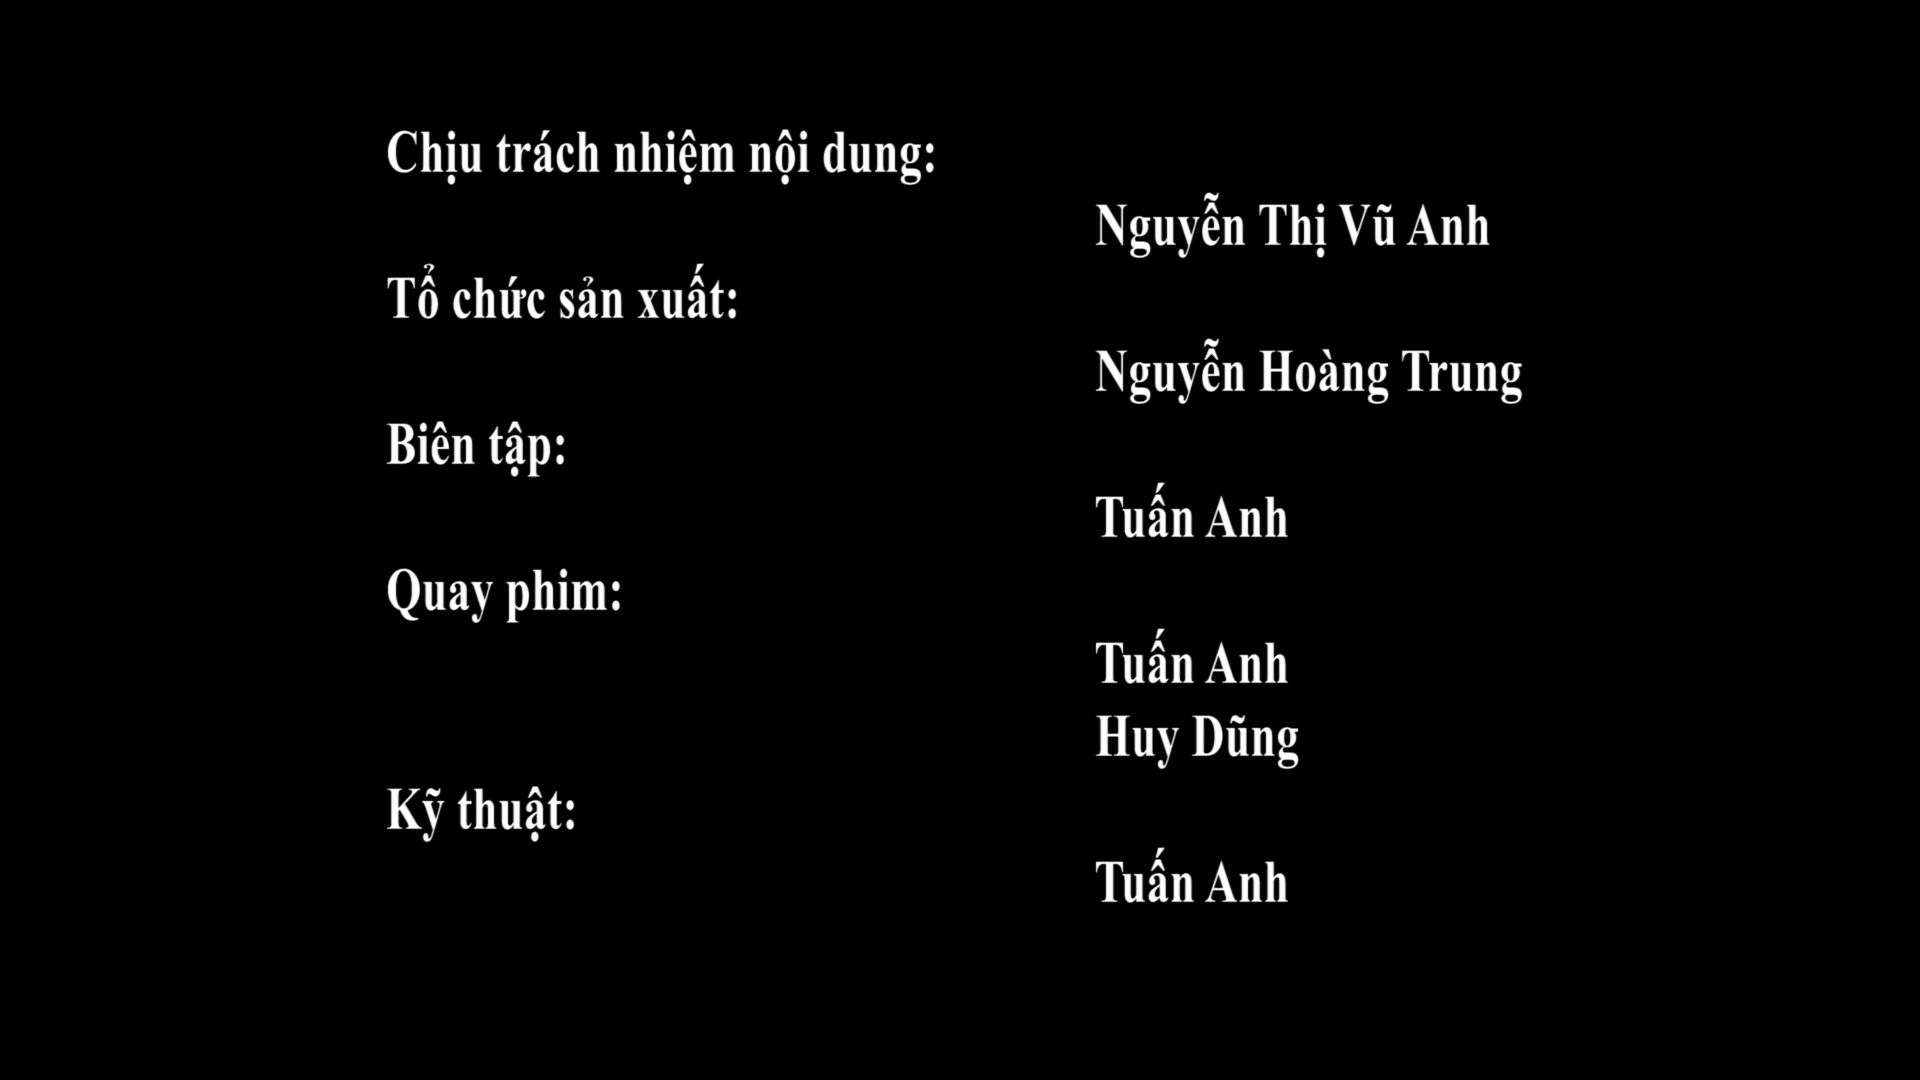 Chịu trách nhiệm nội dung:
Nguyễn Thị Vũ Anh
Tổ chức sản xuất:
Nguyễn Hoàng Trung
Biên tập:
Tuấn Anh
Quay phim:
Tuấn Anh
Huy Dũng
Kỹ thuật:
Tuấn Anh